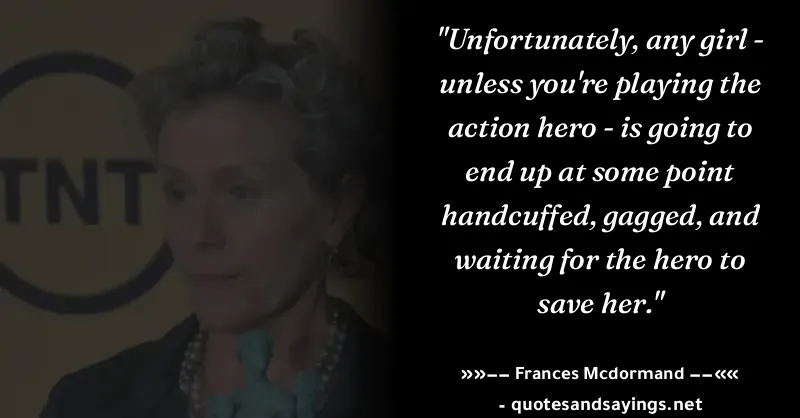 "Unfortunately, any girl -
unless you're playing the
action hero - is going to
end up at some point
handcuffed, gagged, and
waiting for the hero to
save her."
»»−− Frances Mcdormand −−««
- quotesandsayings.net
TNT